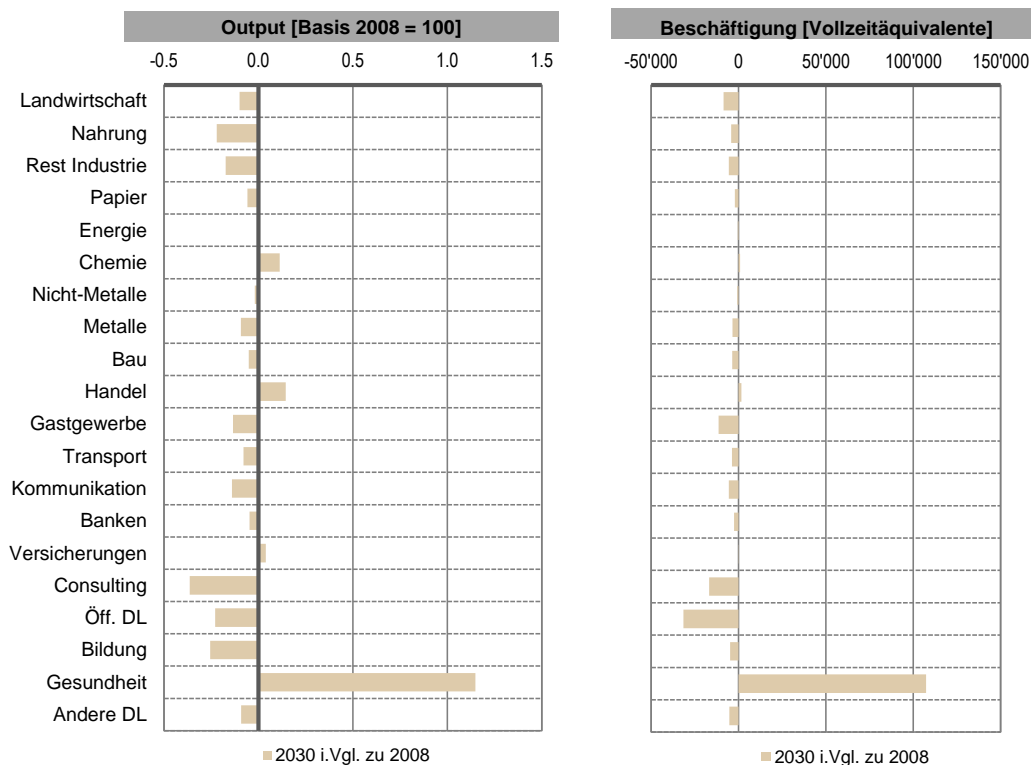 Output [Basis 2008 = 100]
Beschäftigung [Vollzeitäquivalente]
-0.5 0.0 0.5 1.0 1.5
-50'000 0 50'000 100'000 150'000
Landwirtschaft
Nahrung
Rest Industrie
Papier
Energie
Chemie
Nicht-Metalle
Metalle
Bau
Handel
Gastgewerbe
Transport
Kommunikation
Banken
Versicherungen
Consulting
Öff. DL
Bildung
Gesundheit
Andere DL
2030 i.Vgl. zu 2008
2030 i.Vgl. zu 2008